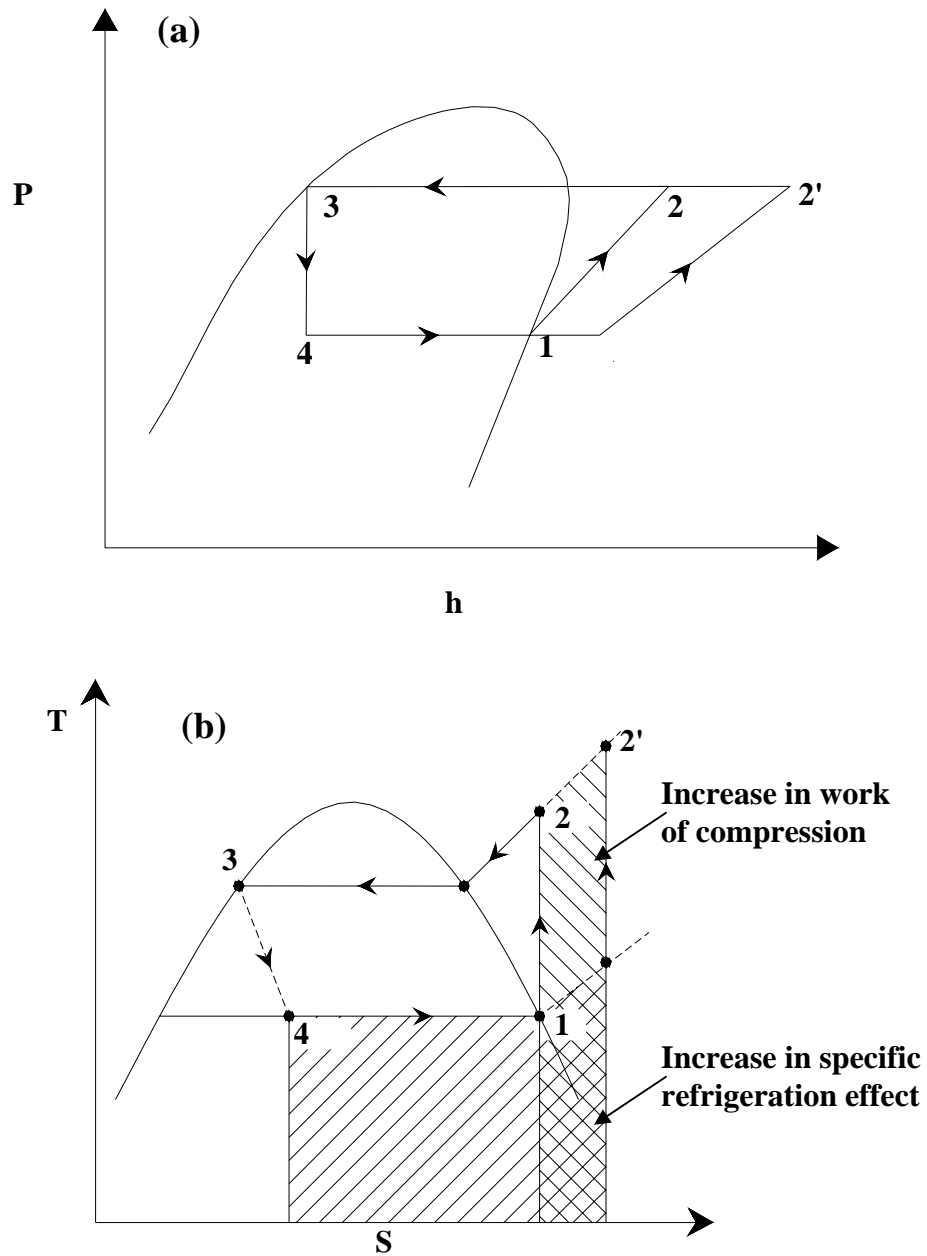 (a)
P
3
2
2'
4
1
h
T
(b)
2'
Increase in work
of compression
2
3
4
1
Increase in specific
refrigeration effect
S